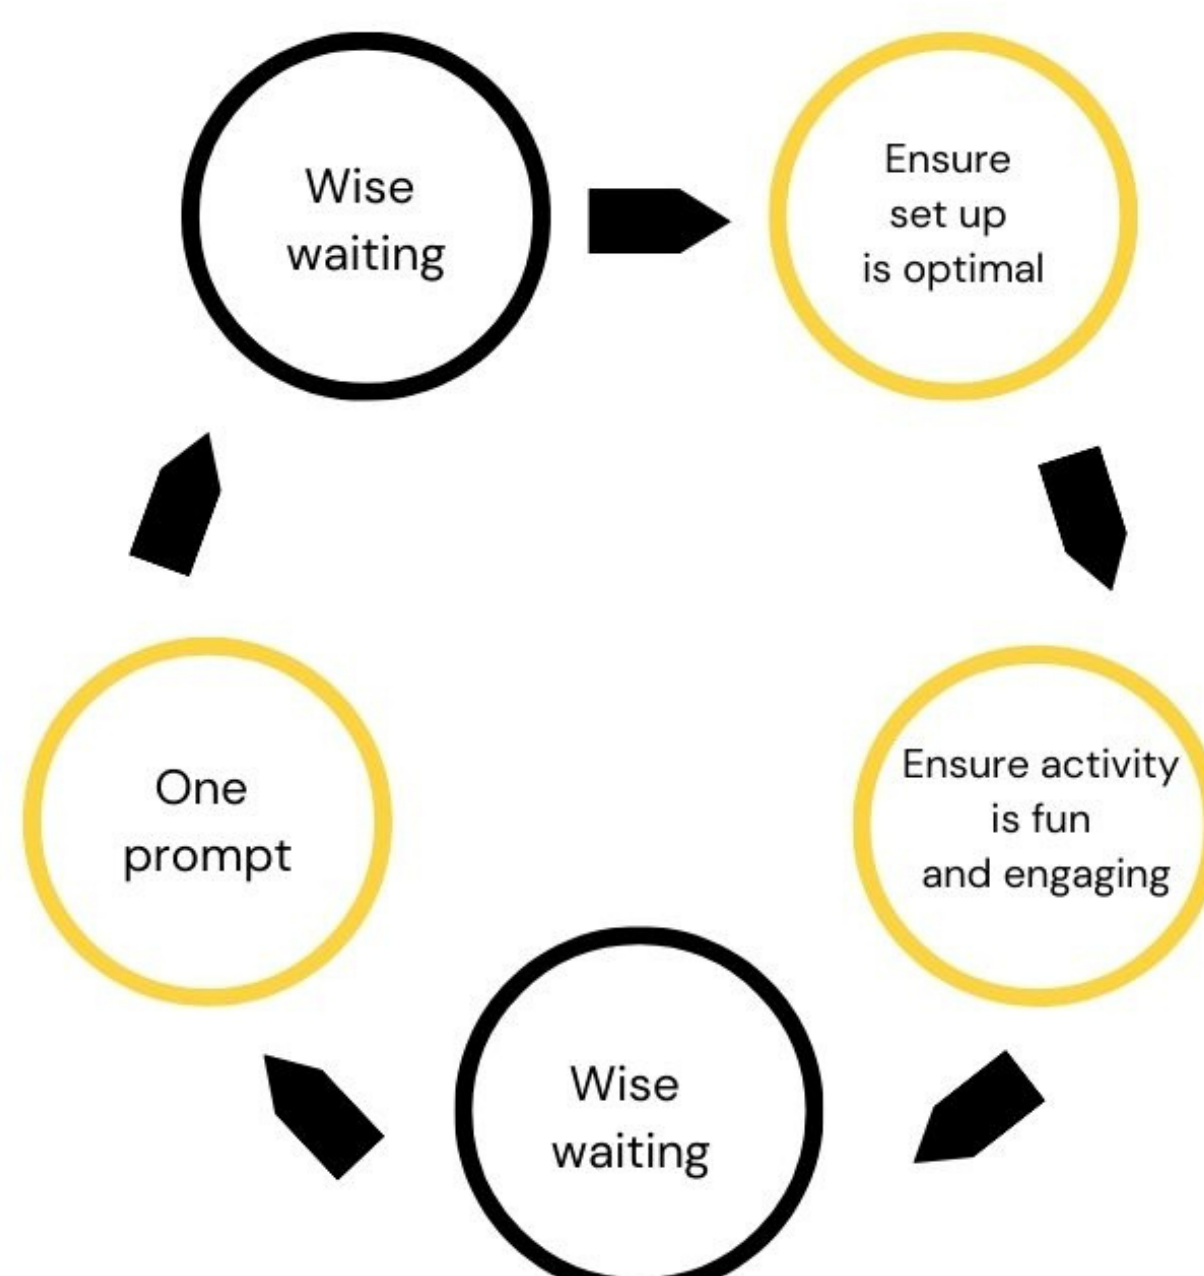 Wise
waiting
Ensure
set up
is optimal
Ensure activity
is fun
and engaging
Wise
waiting
One
prompt